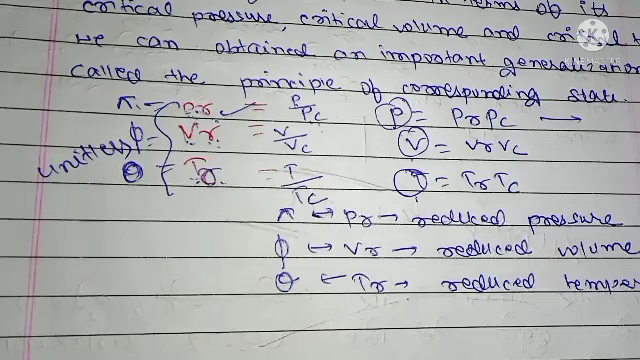 critical pressure, critical volume and critical t
we can obtained an important generalization
called the principle of corresponding state.
π - Pr = P/Pc P = PrPc →
unitless φ = Vr = V/Vc V = VrVc
θ = Tr = T/Tc T = TrTc
π ↔ Pr → reduced pressure
φ ↔ Vr → reduced volume
θ ← Tr → reduced temper